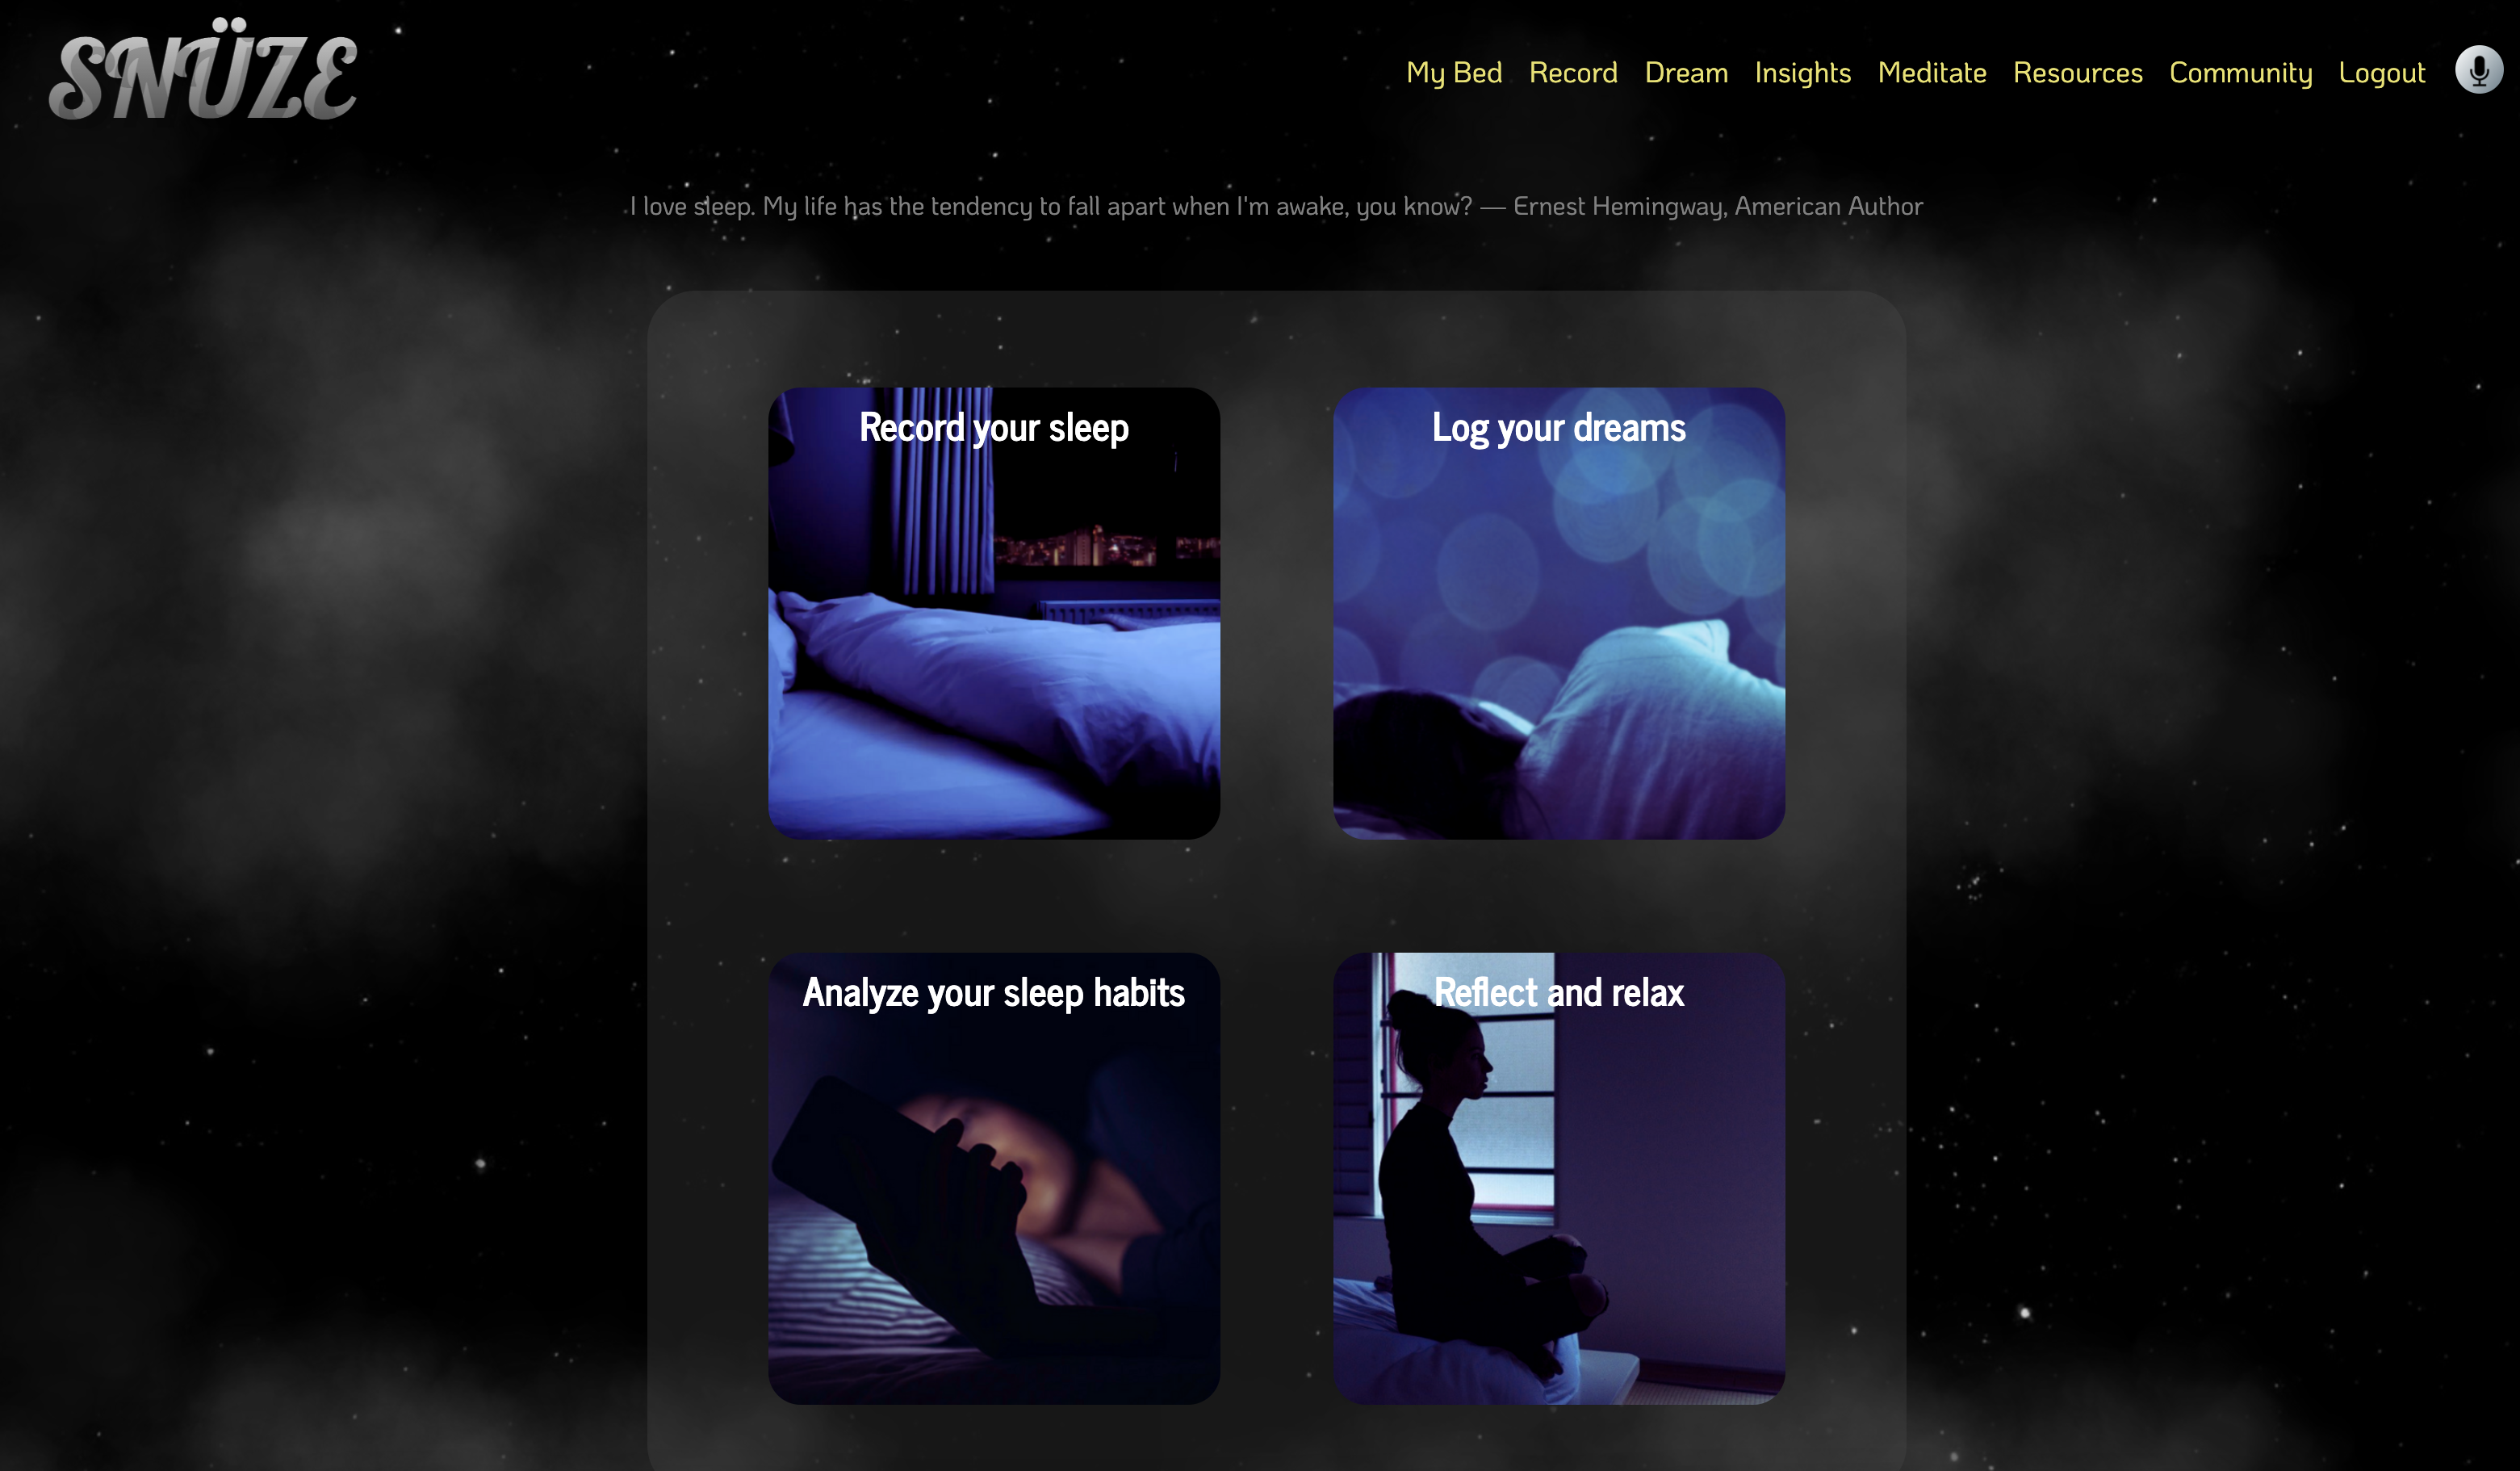 SNÜZE
My Bed Record Dream Insights Meditate Resources Community Logout
I love sleep. My life has the tendency to fall apart when I'm awake, you know? — Ernest Hemingway, American Author
Record your sleep
Log your dreams
Analyze your sleep habits
Reflect and relax